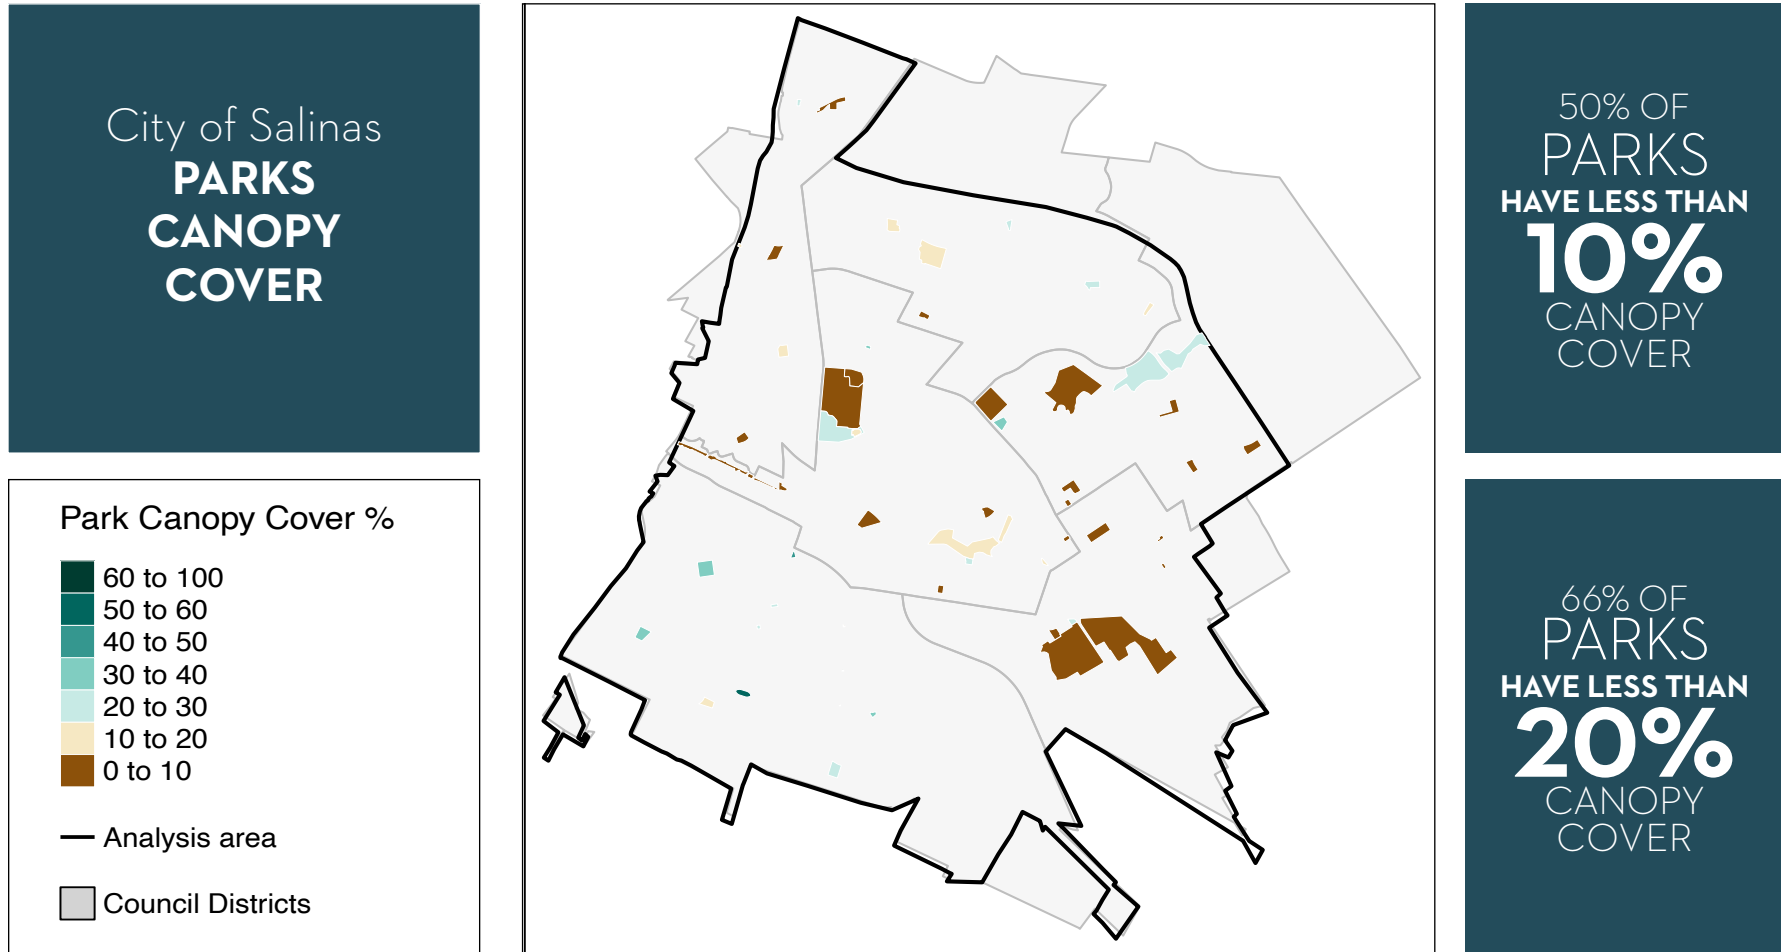 City of Salinas
PARKS
CANOPY
COVER
Park Canopy Cover %
60 to 100
50 to 60
40 to 50
30 to 40
20 to 30
10 to 20
0 to 10
Analysis area
Council Districts
50% OF
PARKS
HAVE LESS THAN
10%
CANOPY
COVER
66% OF
PARKS
HAVE LESS THAN
20%
CANOPY
COVER